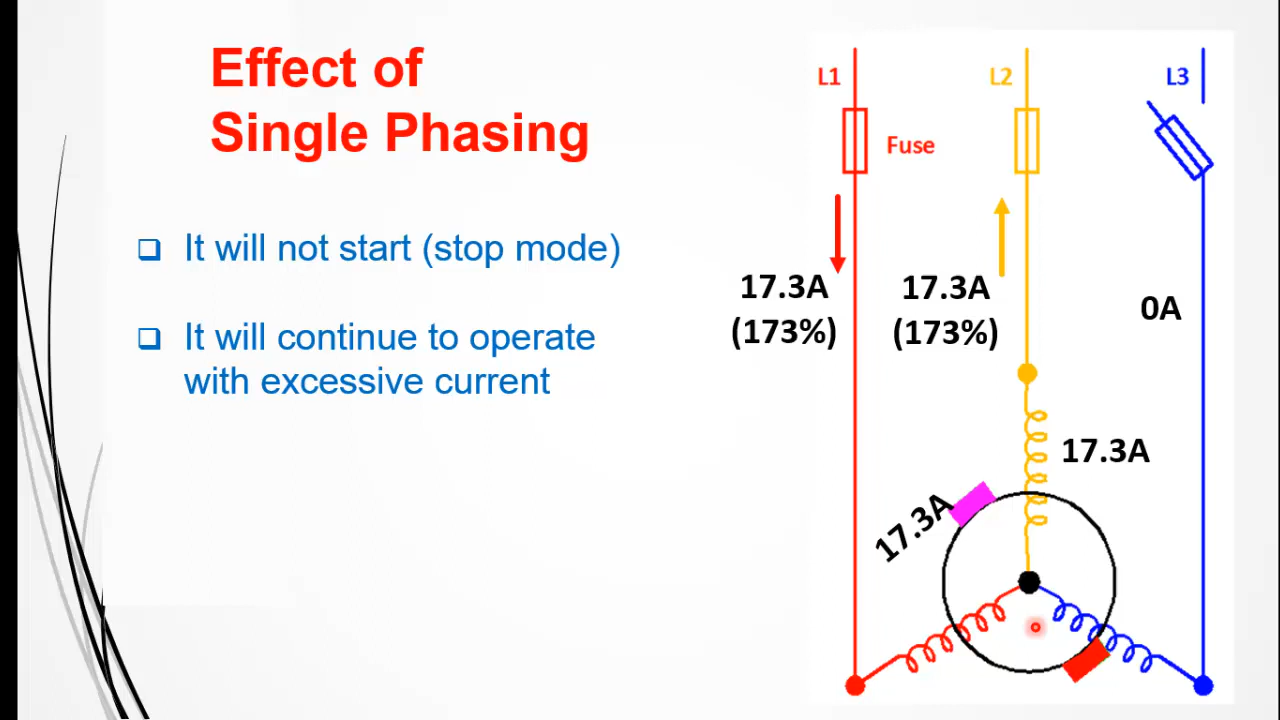 Effect of
Single Phasing
It will not start (stop mode)
It will continue to operate
with excessive current
L1
L2
L3
Fuse
17.3A
(173%)
17.3A
(173%)
0A
17.3A
17.3A